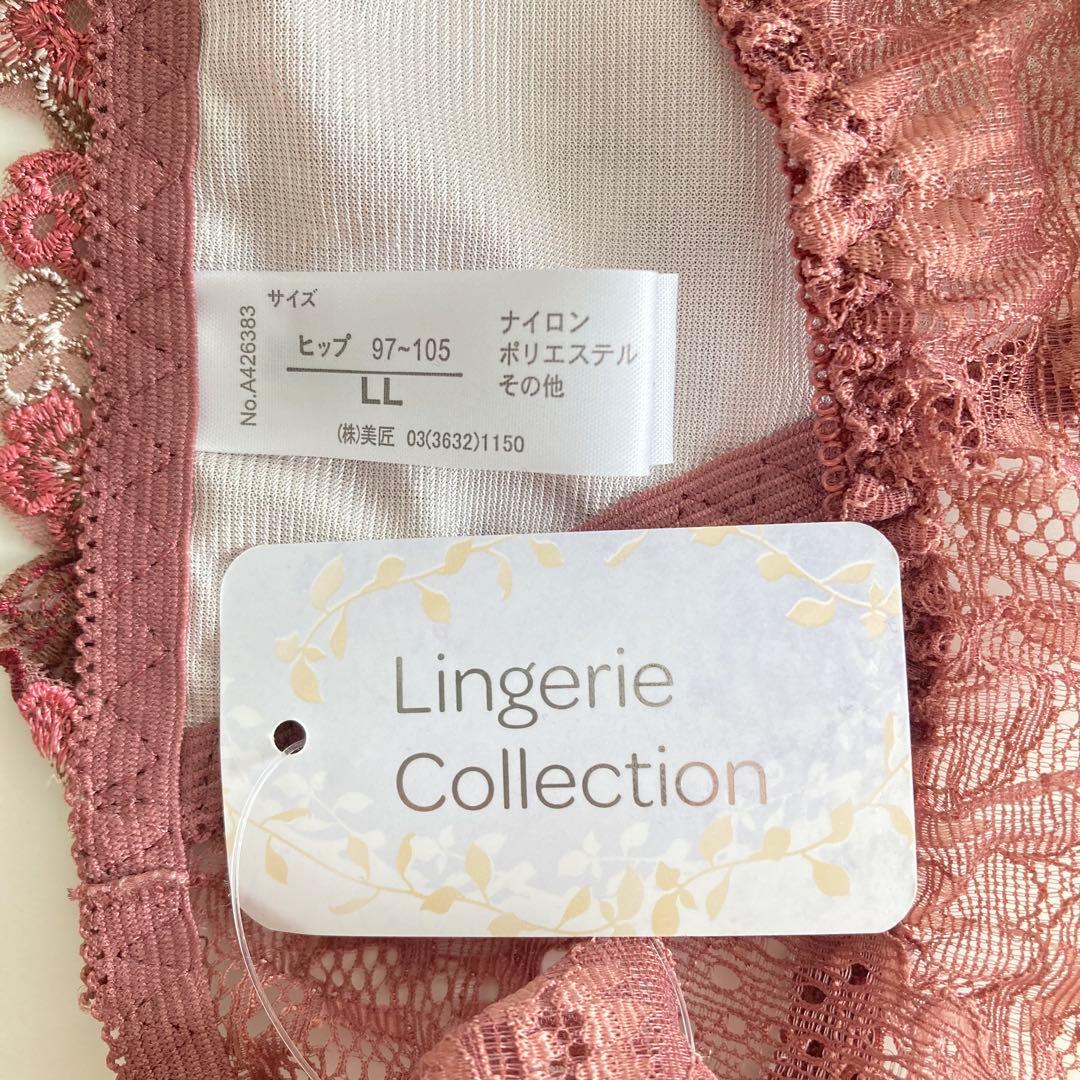 No.A426383
サイズ
ヒップ 97~105
LL
ナイロン
ポリエステル
その他
(株)美匠 03(3632)1150
Lingerie
Collection